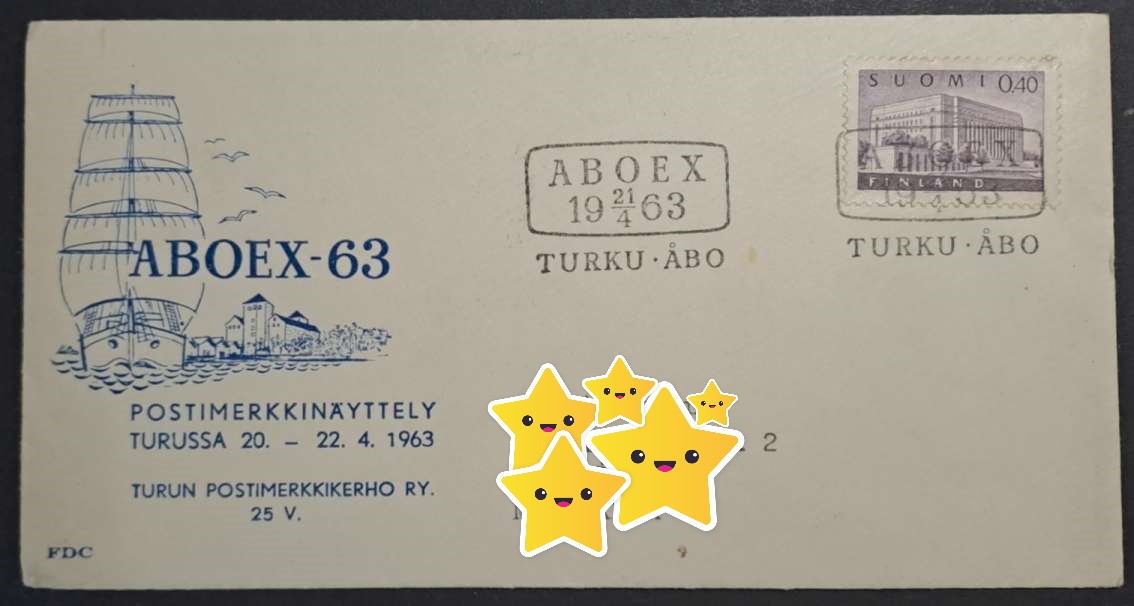 SUOMI 0,40
FINLAND
ABOEX
19 21/4 63
TURKU · ÅBO
TURKU · ÅBO
ABOEX-63
POSTIMERKKINÄYTTELY
TURUSSA 20. – 22. 4. 1963
2
TURUN POSTIMERKKIKERHO RY.
25 V.
FDC